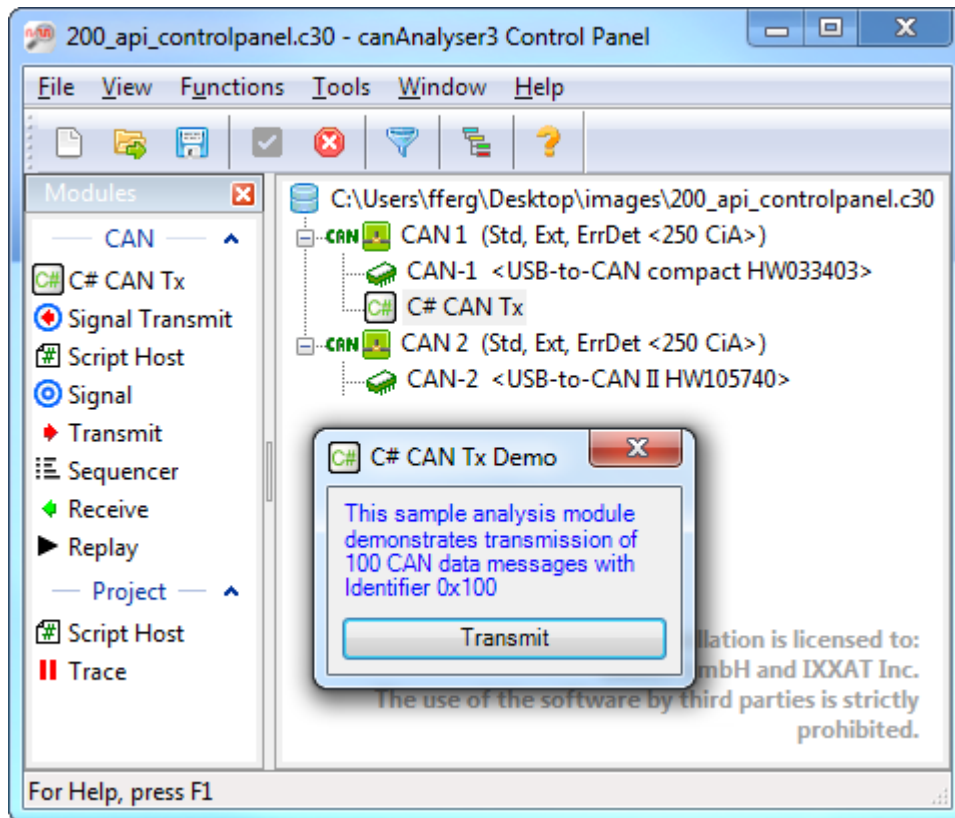 200_api_controlpanel.c30 - canAnalyser3 Control Panel
File View Functions Tools Window Help
Modules
CAN
C# C# CAN Tx
Signal Transmit
# Script Host
Signal
Transmit
Sequencer
Receive
Replay
Project
# Script Host
Trace
C:\Users\fferg\Desktop\images\200_api_controlpanel.c30
CAN CAN 1 (Std, Ext, ErrDet <250 CiA>)
CAN-1 <USB-to-CAN compact HW033403>
C# C# CAN Tx
CAN CAN 2 (Std, Ext, ErrDet <250 CiA>)
CAN-2 <USB-to-CAN II HW105740>
C# C# CAN Tx Demo
This sample analysis module
demonstrates transmission of
100 CAN data messages with
Identifier 0x100
Transmit
is licensed to:
and IXXAT Inc.
The use of the software by third parties is strictly
prohibited.
For Help, press F1